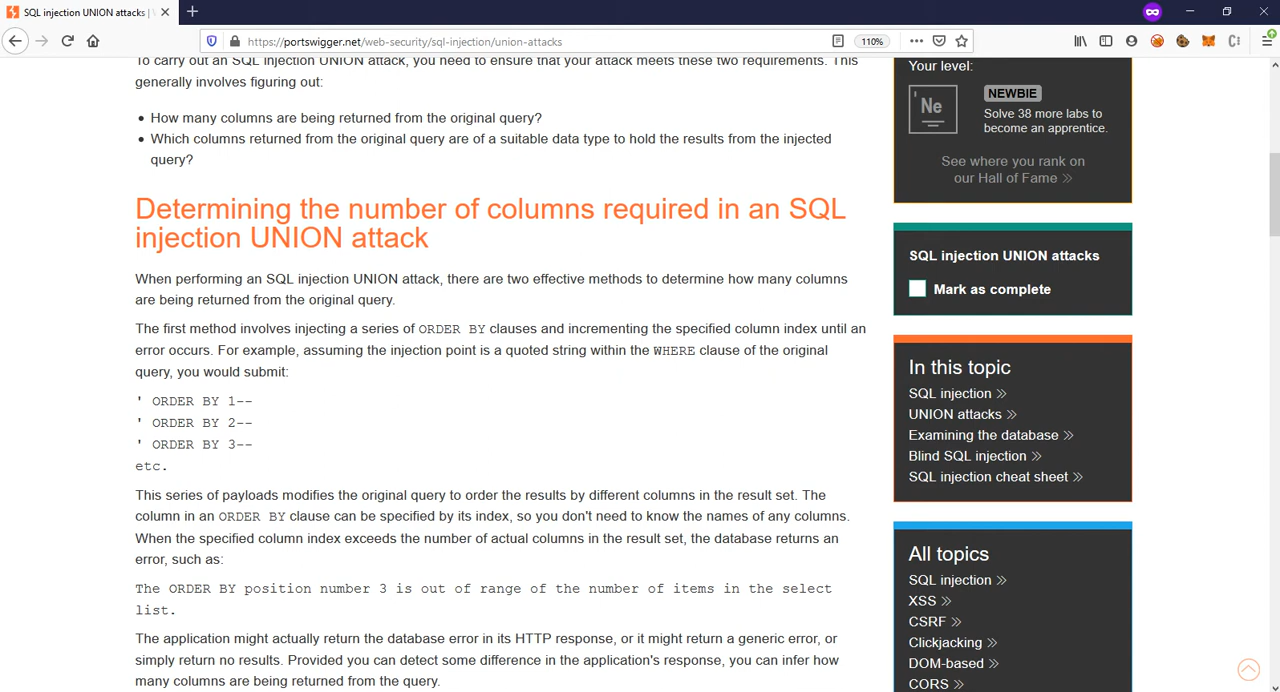 SQL injection UNION attacks |
https://portswigger.net/web-security/sql-injection/union-attacks
110%
To carry out an SQL injection UNION attack, you need to ensure that your attack meets these two requirements. This
generally involves figuring out:
• How many columns are being returned from the original query?
• Which columns returned from the original query are of a suitable data type to hold the results from the injected
query?
Determining the number of columns required in an SQL
injection UNION attack
When performing an SQL injection UNION attack, there are two effective methods to determine how many columns
are being returned from the original query.
The first method involves injecting a series of ORDER BY clauses and incrementing the specified column index until an
error occurs. For example, assuming the injection point is a quoted string within the WHERE clause of the original
query, you would submit:
' ORDER BY 1--
' ORDER BY 2--
' ORDER BY 3--
etc.
This series of payloads modifies the original query to order the results by different columns in the result set. The
column in an ORDER BY clause can be specified by its index, so you don't need to know the names of any columns.
When the specified column index exceeds the number of actual columns in the result set, the database returns an
error, such as:
The ORDER BY position number 3 is out of range of the number of items in the select
list.
The application might actually return the database error in its HTTP response, or it might return a generic error, or
simply return no results. Provided you can detect some difference in the application's response, you can infer how
many columns are being returned from the query.
Your level:
Ne
NEWBIE
Solve 38 more labs to
become an apprentice.
See where you rank on
our Hall of Fame »
SQL injection UNION attacks
Mark as complete
In this topic
SQL injection »
UNION attacks »
Examining the database »
Blind SQL injection »
SQL injection cheat sheet »
All topics
SQL injection »
XSS »
CSRF »
Clickjacking »
DOM-based »
CORS »